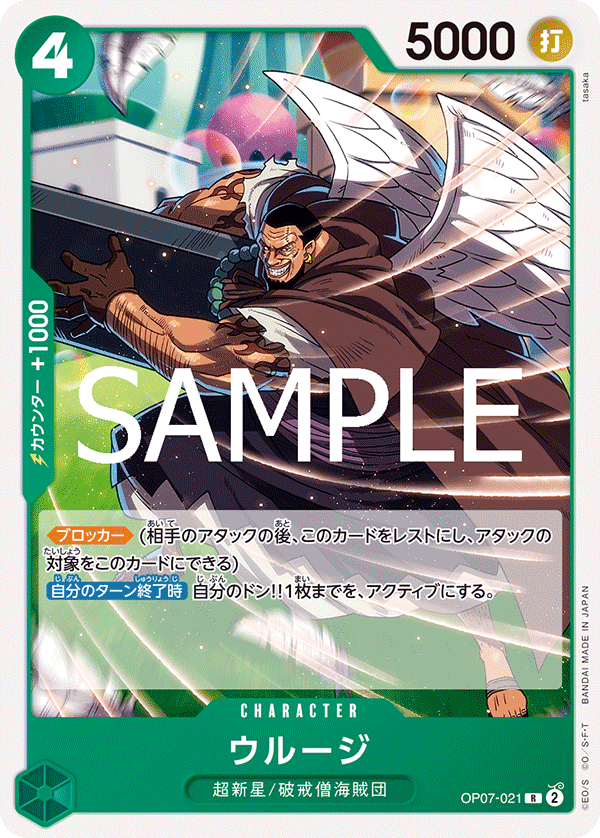 4
5000
打
tasaka
カウンター +1000
SAMPLE
ブロッカー (相手のアタックの後、このカードをレストにし、アタックの
対象をこのカードにできる)
自分のターン終了時 自分のドン!!1枚までを、アクティブにする。
CHARACTER
ウルージ
超新星/破戒僧海賊団
OP07-021 R 2
©E.O/S ©O/S・F・T BANDAI MADE IN JAPAN